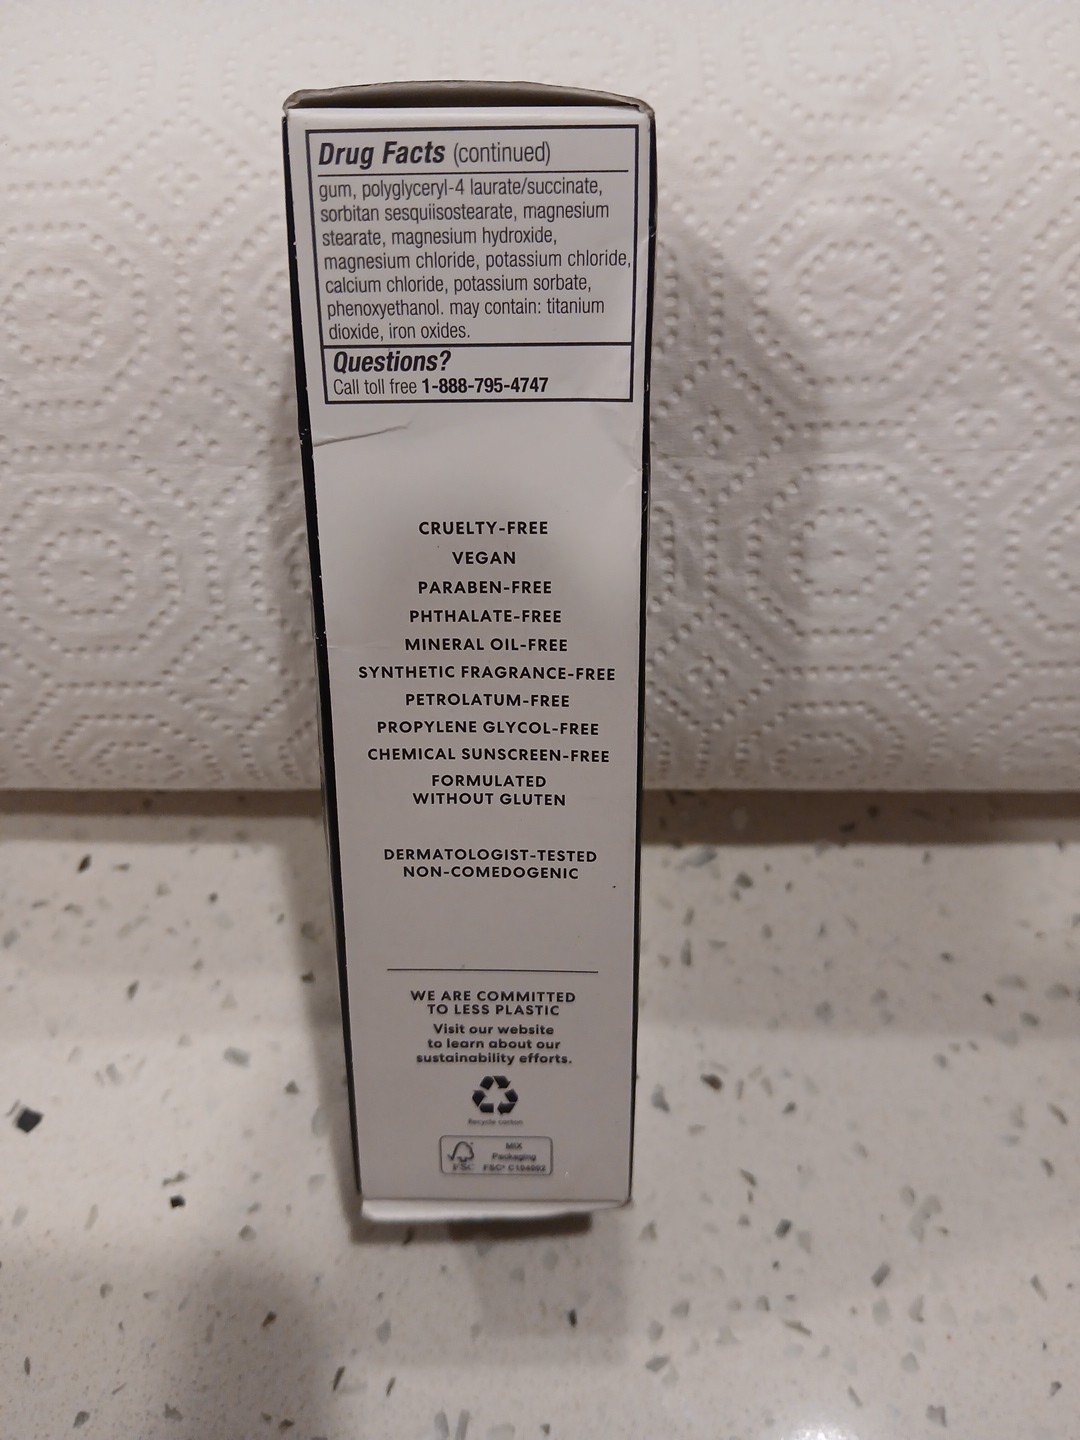 Drug Facts (continued)
gum, polyglyceryl-4 laurate/succinate,
sorbitan sesquiisostearate, magnesium
stearate, magnesium hydroxide,
magnesium chloride, potassium chloride,
calcium chloride, potassium sorbate,
phenoxyethanol. may contain: titanium
dioxide, iron oxides.
Questions?
Call toll free 1-888-795-4747
CRUELTY-FREE
VEGAN
PARABEN-FREE
PHTHALATE-FREE
MINERAL OIL-FREE
SYNTHETIC FRAGRANCE-FREE
PETROLATUM-FREE
PROPYLENE GLYCOL-FREE
CHEMICAL SUNSCREEN-FREE
FORMULATED
WITHOUT GLUTEN
DERMATOLOGIST-TESTED
NON-COMEDOGENIC
WE ARE COMMITTED
TO LESS PLASTIC
Visit our website
to learn about our
sustainability efforts.
Recycle carton
MIX
Packaging
FSC FSC®